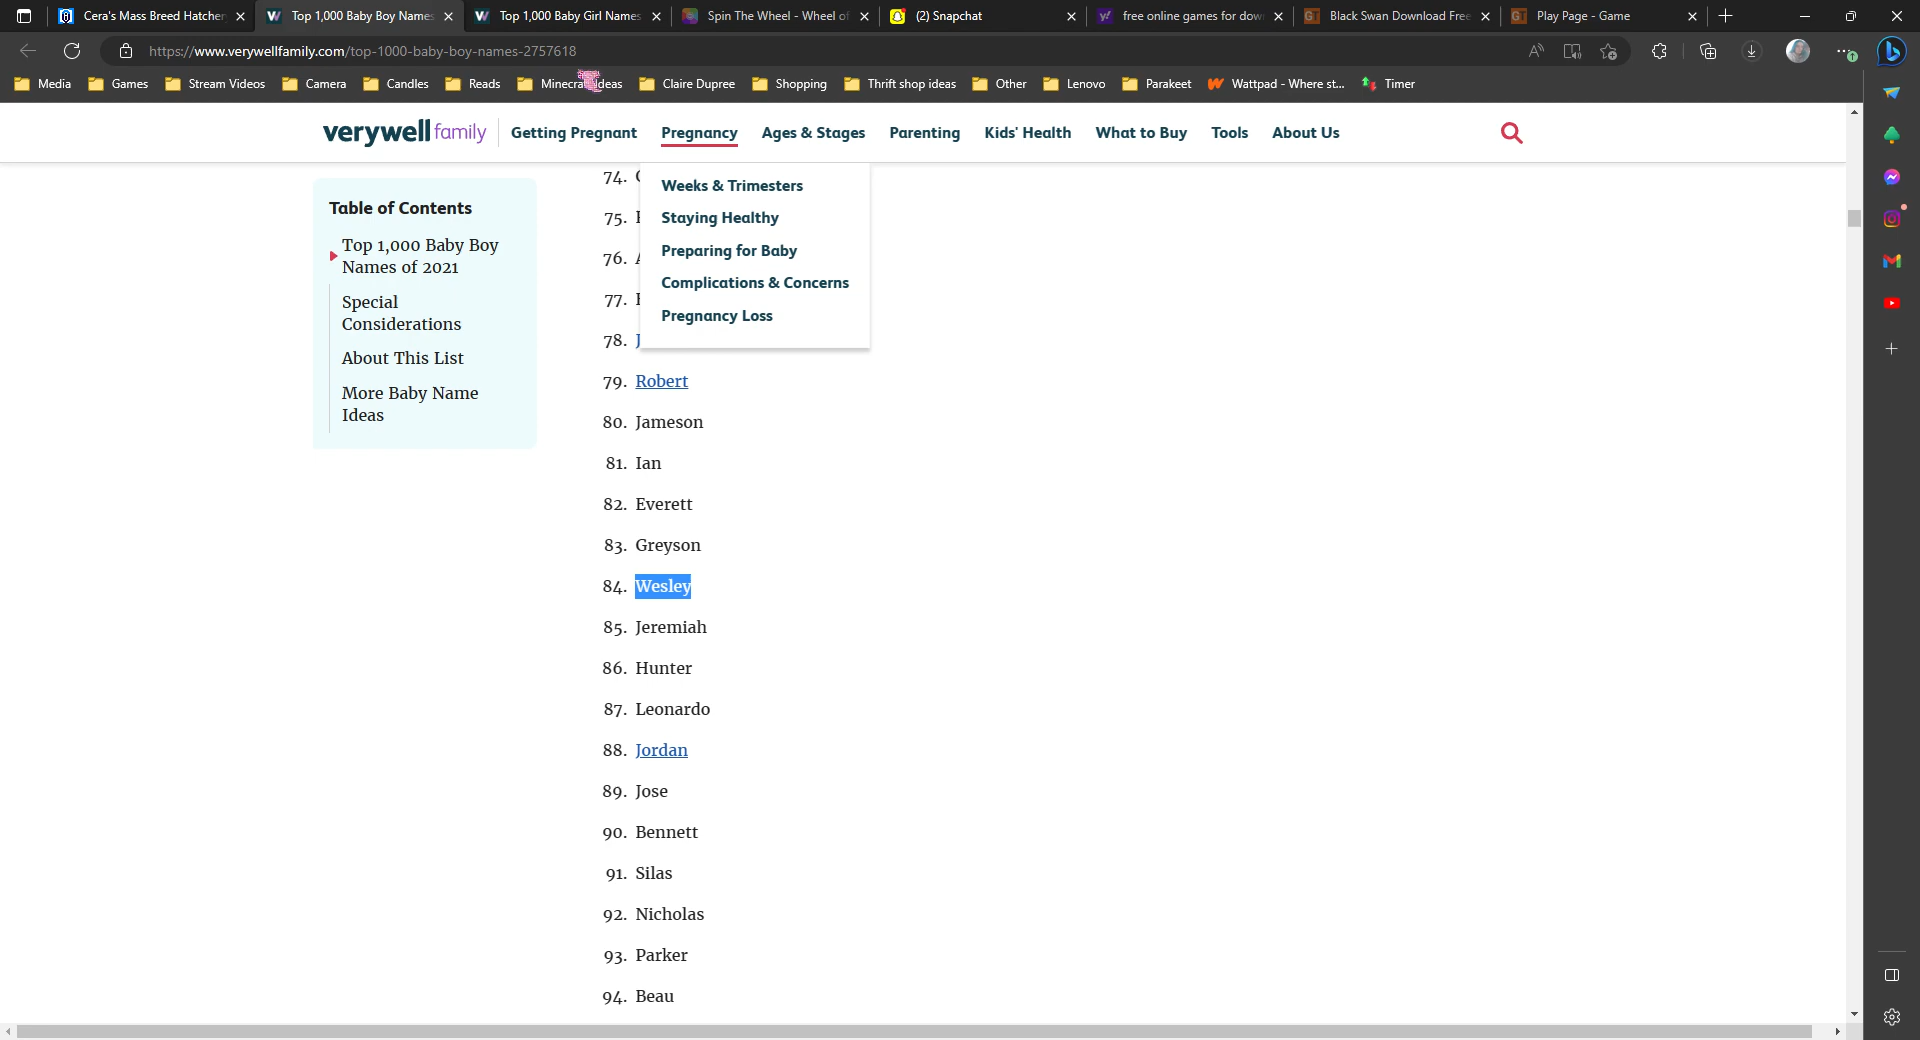 Cera's Mass Breed Hatcher
Top 1,000 Baby Boy Names
Top 1,000 Baby Girl Names
Spin The Wheel - Wheel of
(2) Snapchat
free online games for down
Black Swan Download Free
Play Page - Game
https://www.verywellfamily.com/top-1000-baby-boy-names-2757618
Media
Games
Stream Videos
Camera
Candles
Reads
Claire Dupree
Shopping
Thrift shop ideas
Other
Lenovo
Parakeet
Wattpad - Where st...
Timer
verywell family
Getting Pregnant
Pregnancy
Ages & Stages
Parenting
Kids' Health
What to Buy
Tools
About Us
Weeks & Trimesters
Staying Healthy
Preparing for Baby
Complications & Concerns
Pregnancy Loss
Table of Contents
Top 1,000 Baby Boy
Names of 2021
Special
Considerations
About This List
More Baby Name
Ideas
74.
75.
76.
77.
78. J
79. Robert
80. Jameson
81. Ian
82. Everett
83. Greyson
84. Wesley
85. Jeremiah
86. Hunter
87. Leonardo
88. Jordan
89. Jose
90. Bennett
91. Silas
92. Nicholas
93. Parker
94. Beau